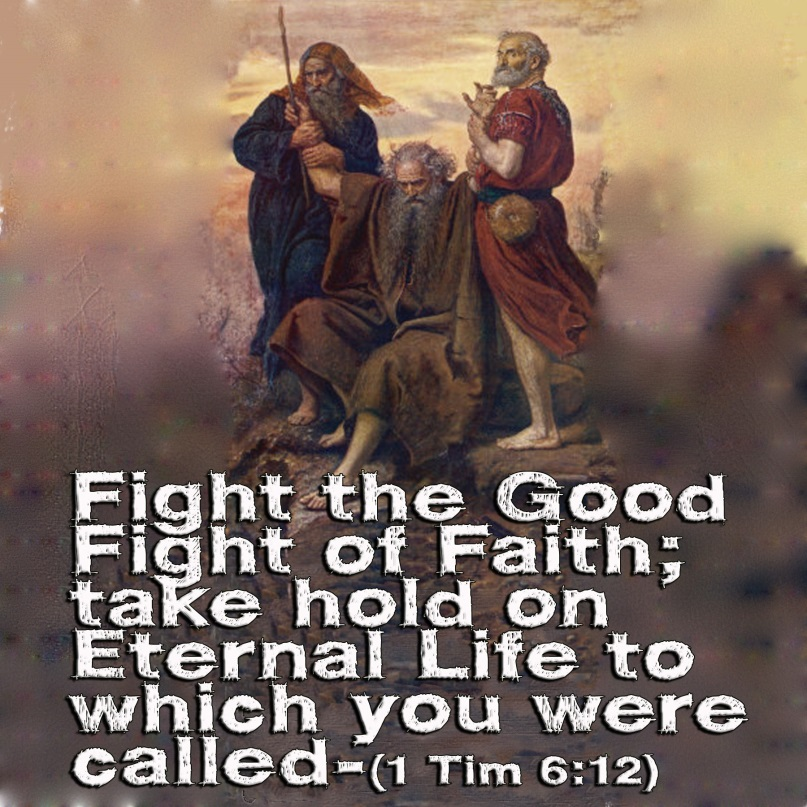 Fight the Good
Fight of Faith;
take hold on
Eternal Life to
which you were
called-(1 Tim 6:12)